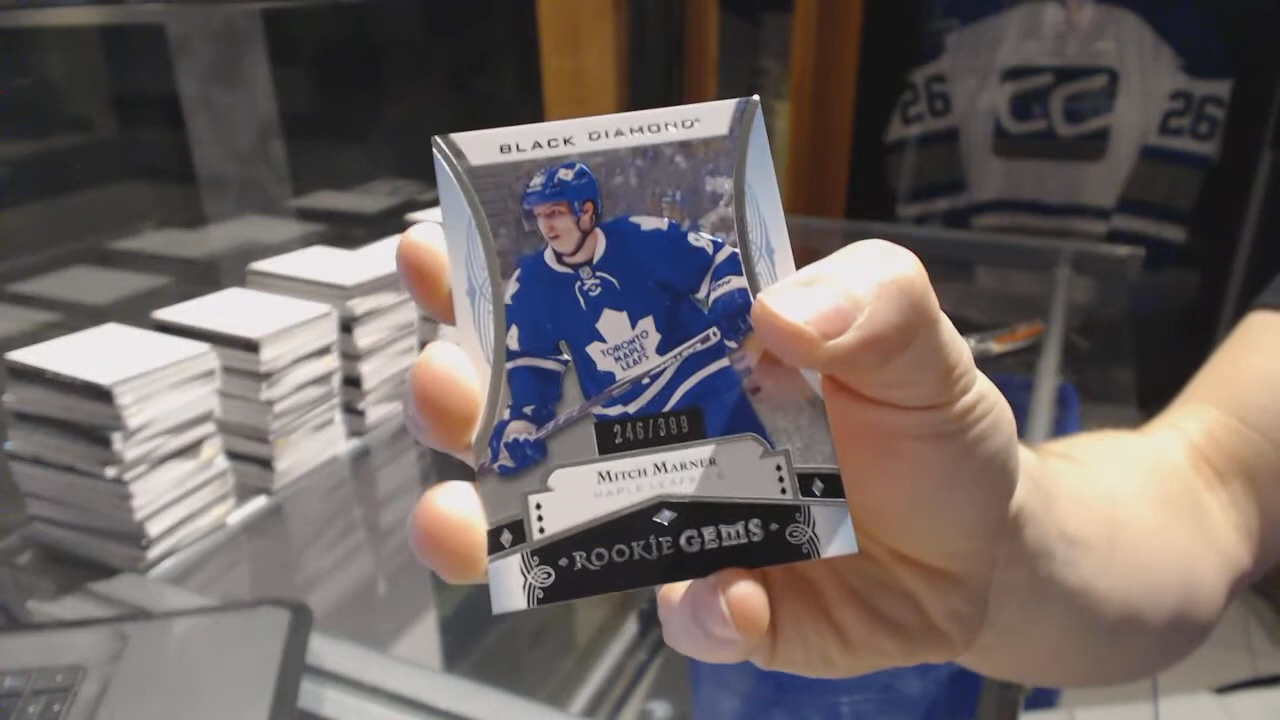 BLACK DIAMOND
TORONTO
MAPLE
LEAFS
246/399
MITCH MARNER
MAPLE LEAFS
ROOKIE GEMS
26
26